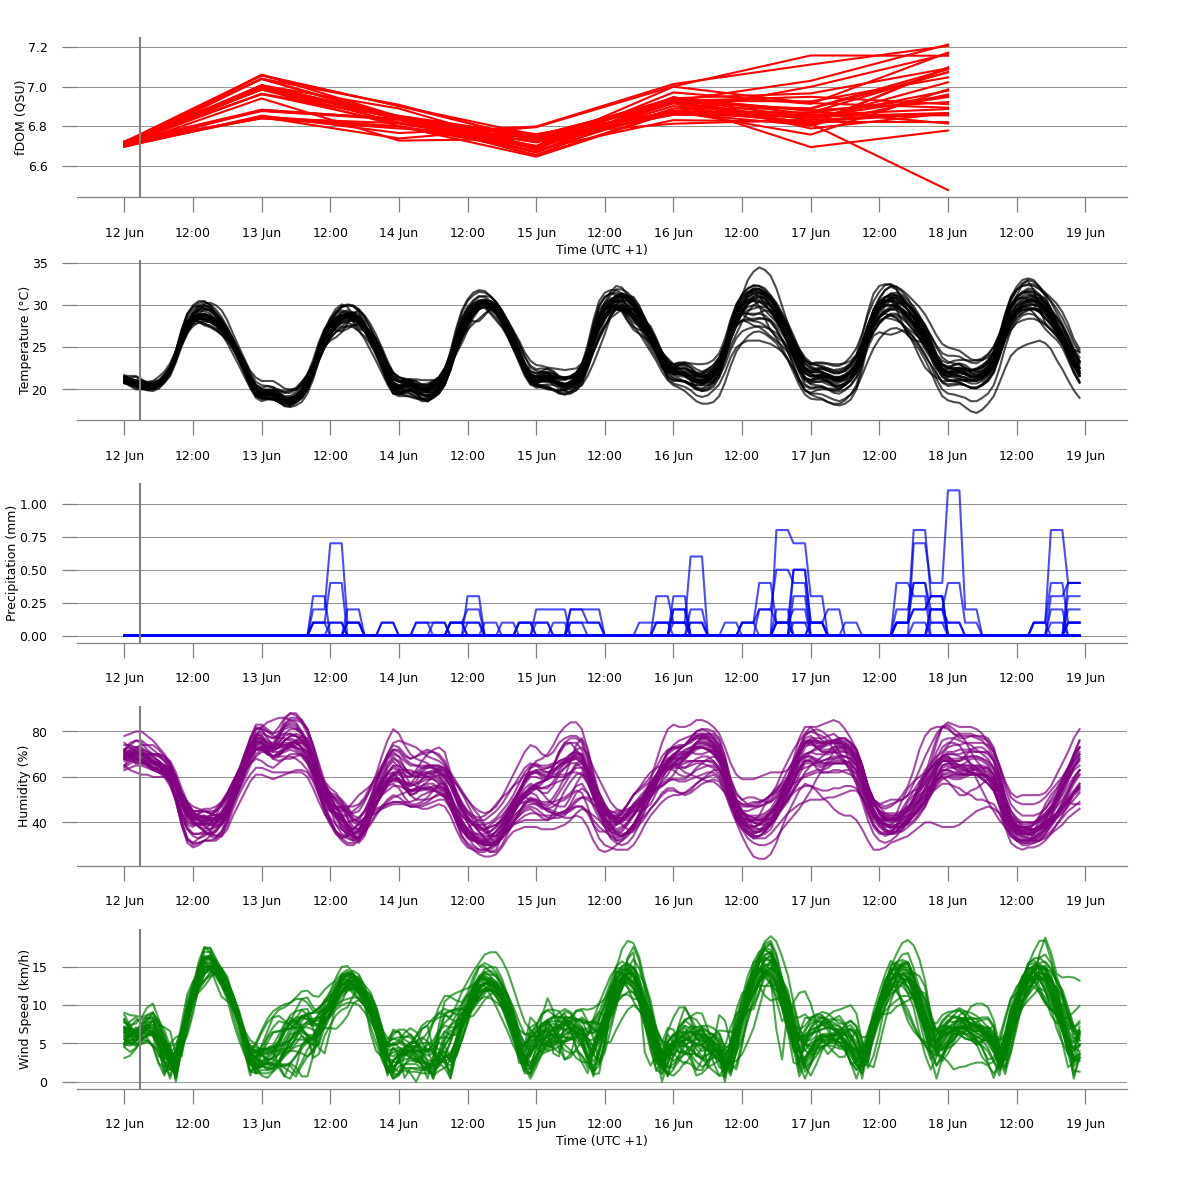 fDOM (QSU)
7.2
7.0
6.8
6.6
12 Jun 12:00 13 Jun 12:00 14 Jun 12:00 15 Jun 12:00 16 Jun 12:00 17 Jun 12:00 18 Jun 12:00 19 Jun
Time (UTC +1)
Temperature (°C)
35
30
25
20
12 Jun 12:00 13 Jun 12:00 14 Jun 12:00 15 Jun 12:00 16 Jun 12:00 17 Jun 12:00 18 Jun 12:00 19 Jun
Precipitation (mm)
1.00
0.75
0.50
0.25
0.00
12 Jun 12:00 13 Jun 12:00 14 Jun 12:00 15 Jun 12:00 16 Jun 12:00 17 Jun 12:00 18 Jun 12:00 19 Jun
Humidity (%)
80
60
40
12 Jun 12:00 13 Jun 12:00 14 Jun 12:00 15 Jun 12:00 16 Jun 12:00 17 Jun 12:00 18 Jun 12:00 19 Jun
Wind Speed (km/h)
15
10
5
0
12 Jun 12:00 13 Jun 12:00 14 Jun 12:00 15 Jun 12:00 16 Jun 12:00 17 Jun 12:00 18 Jun 12:00 19 Jun
Time (UTC +1)